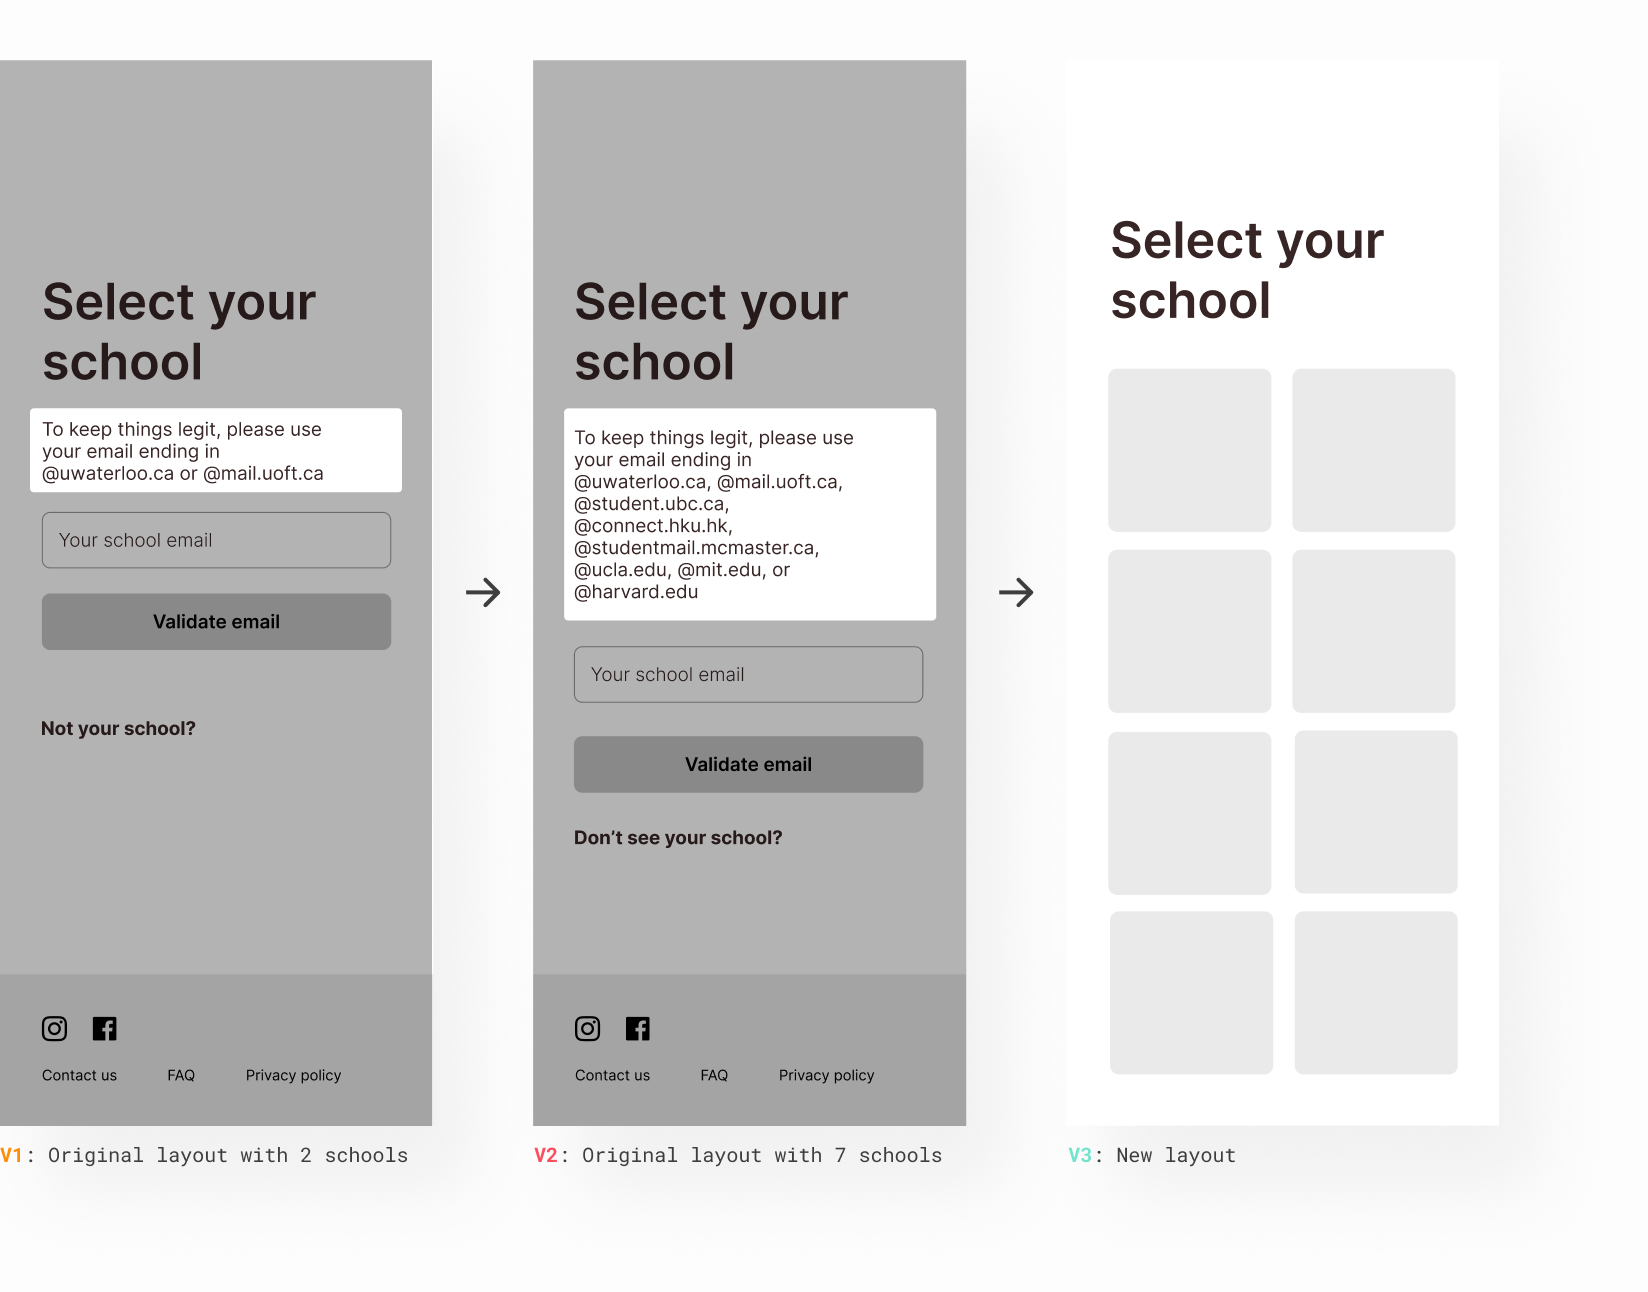 Select your
school
To keep things legit, please use
your email ending in
@uwaterloo.ca or @mail.uoft.ca
Your school email
Validate email
Not your school?
Contact us
FAQ
Privacy policy
V1: Original layout with 2 schools
Select your
school
To keep things legit, please use
your email ending in
@uwaterloo.ca, @mail.uoft.ca,
@student.ubc.ca,
@connect.hku.hk,
@studentmail.mcmaster.ca,
@ucla.edu, @mit.edu, or
@harvard.edu
Your school email
Validate email
Don’t see your school?
Contact us
FAQ
Privacy policy
V2: Original layout with 7 schools
Select your
school
V3: New layout